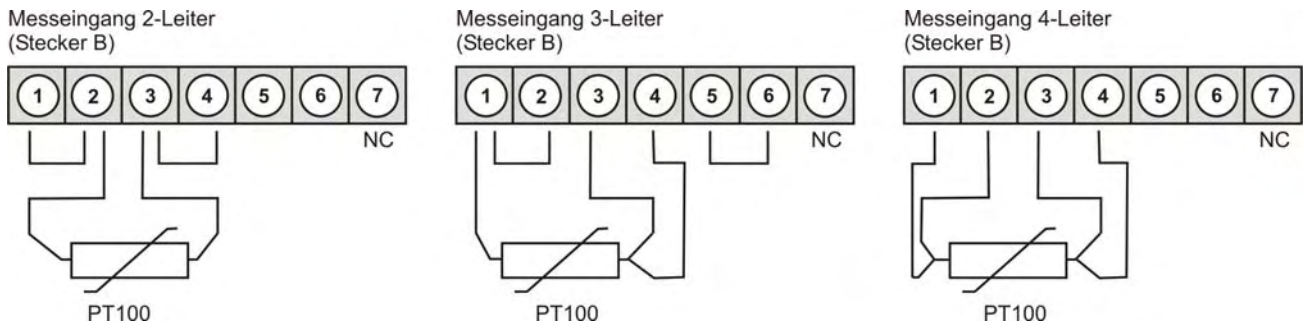 Messeingang 2-Leiter
(Stecker B)
1 2 3 4 5 6 7
NC
PT100
Messeingang 3-Leiter
(Stecker B)
1 2 3 4 5 6 7
NC
PT100
Messeingang 4-Leiter
(Stecker B)
1 2 3 4 5 6 7
NC
PT100